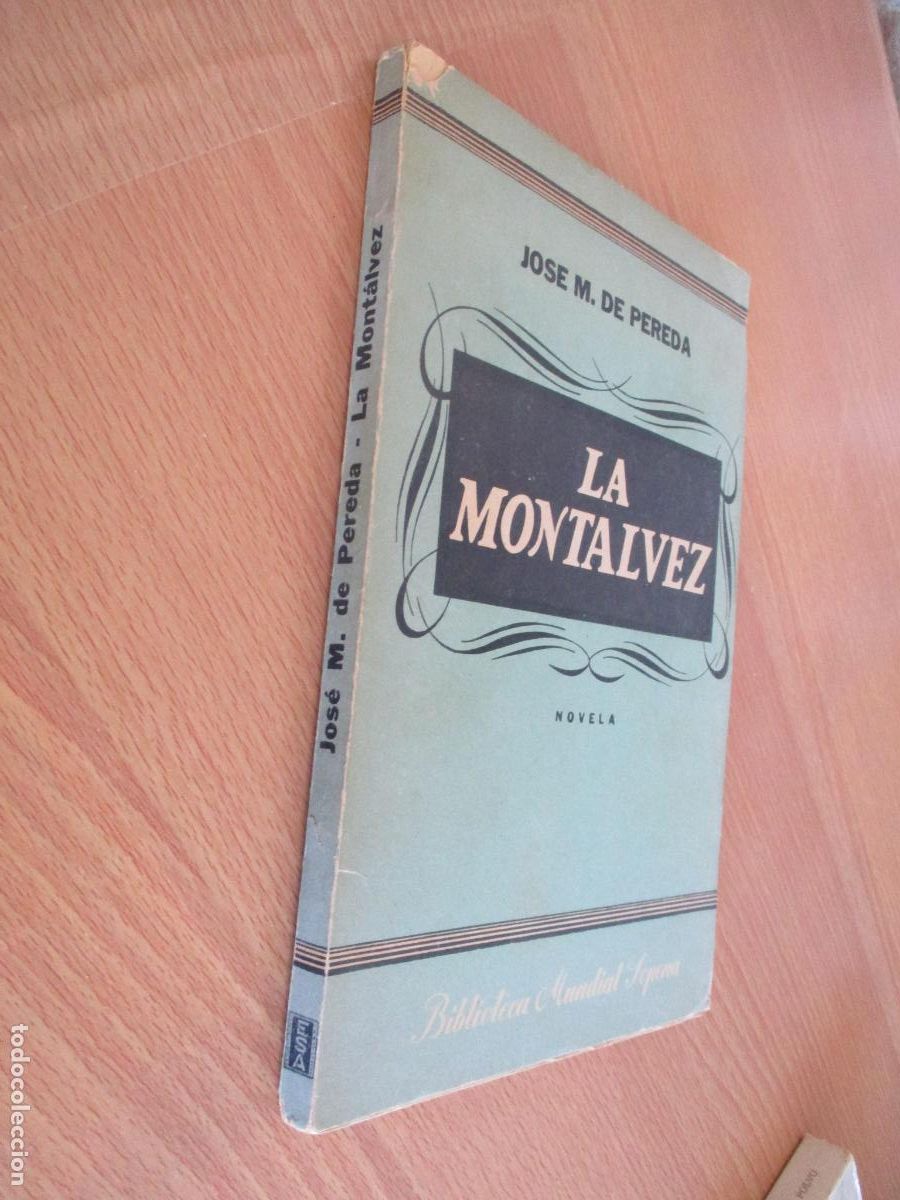 JOSE M. DE PEREDA
LA
MONTALVEZ
NOVELA
Biblioteca Mundial Sopena
José M. de Pereda - La Montálvez
ESA
todocoleccion